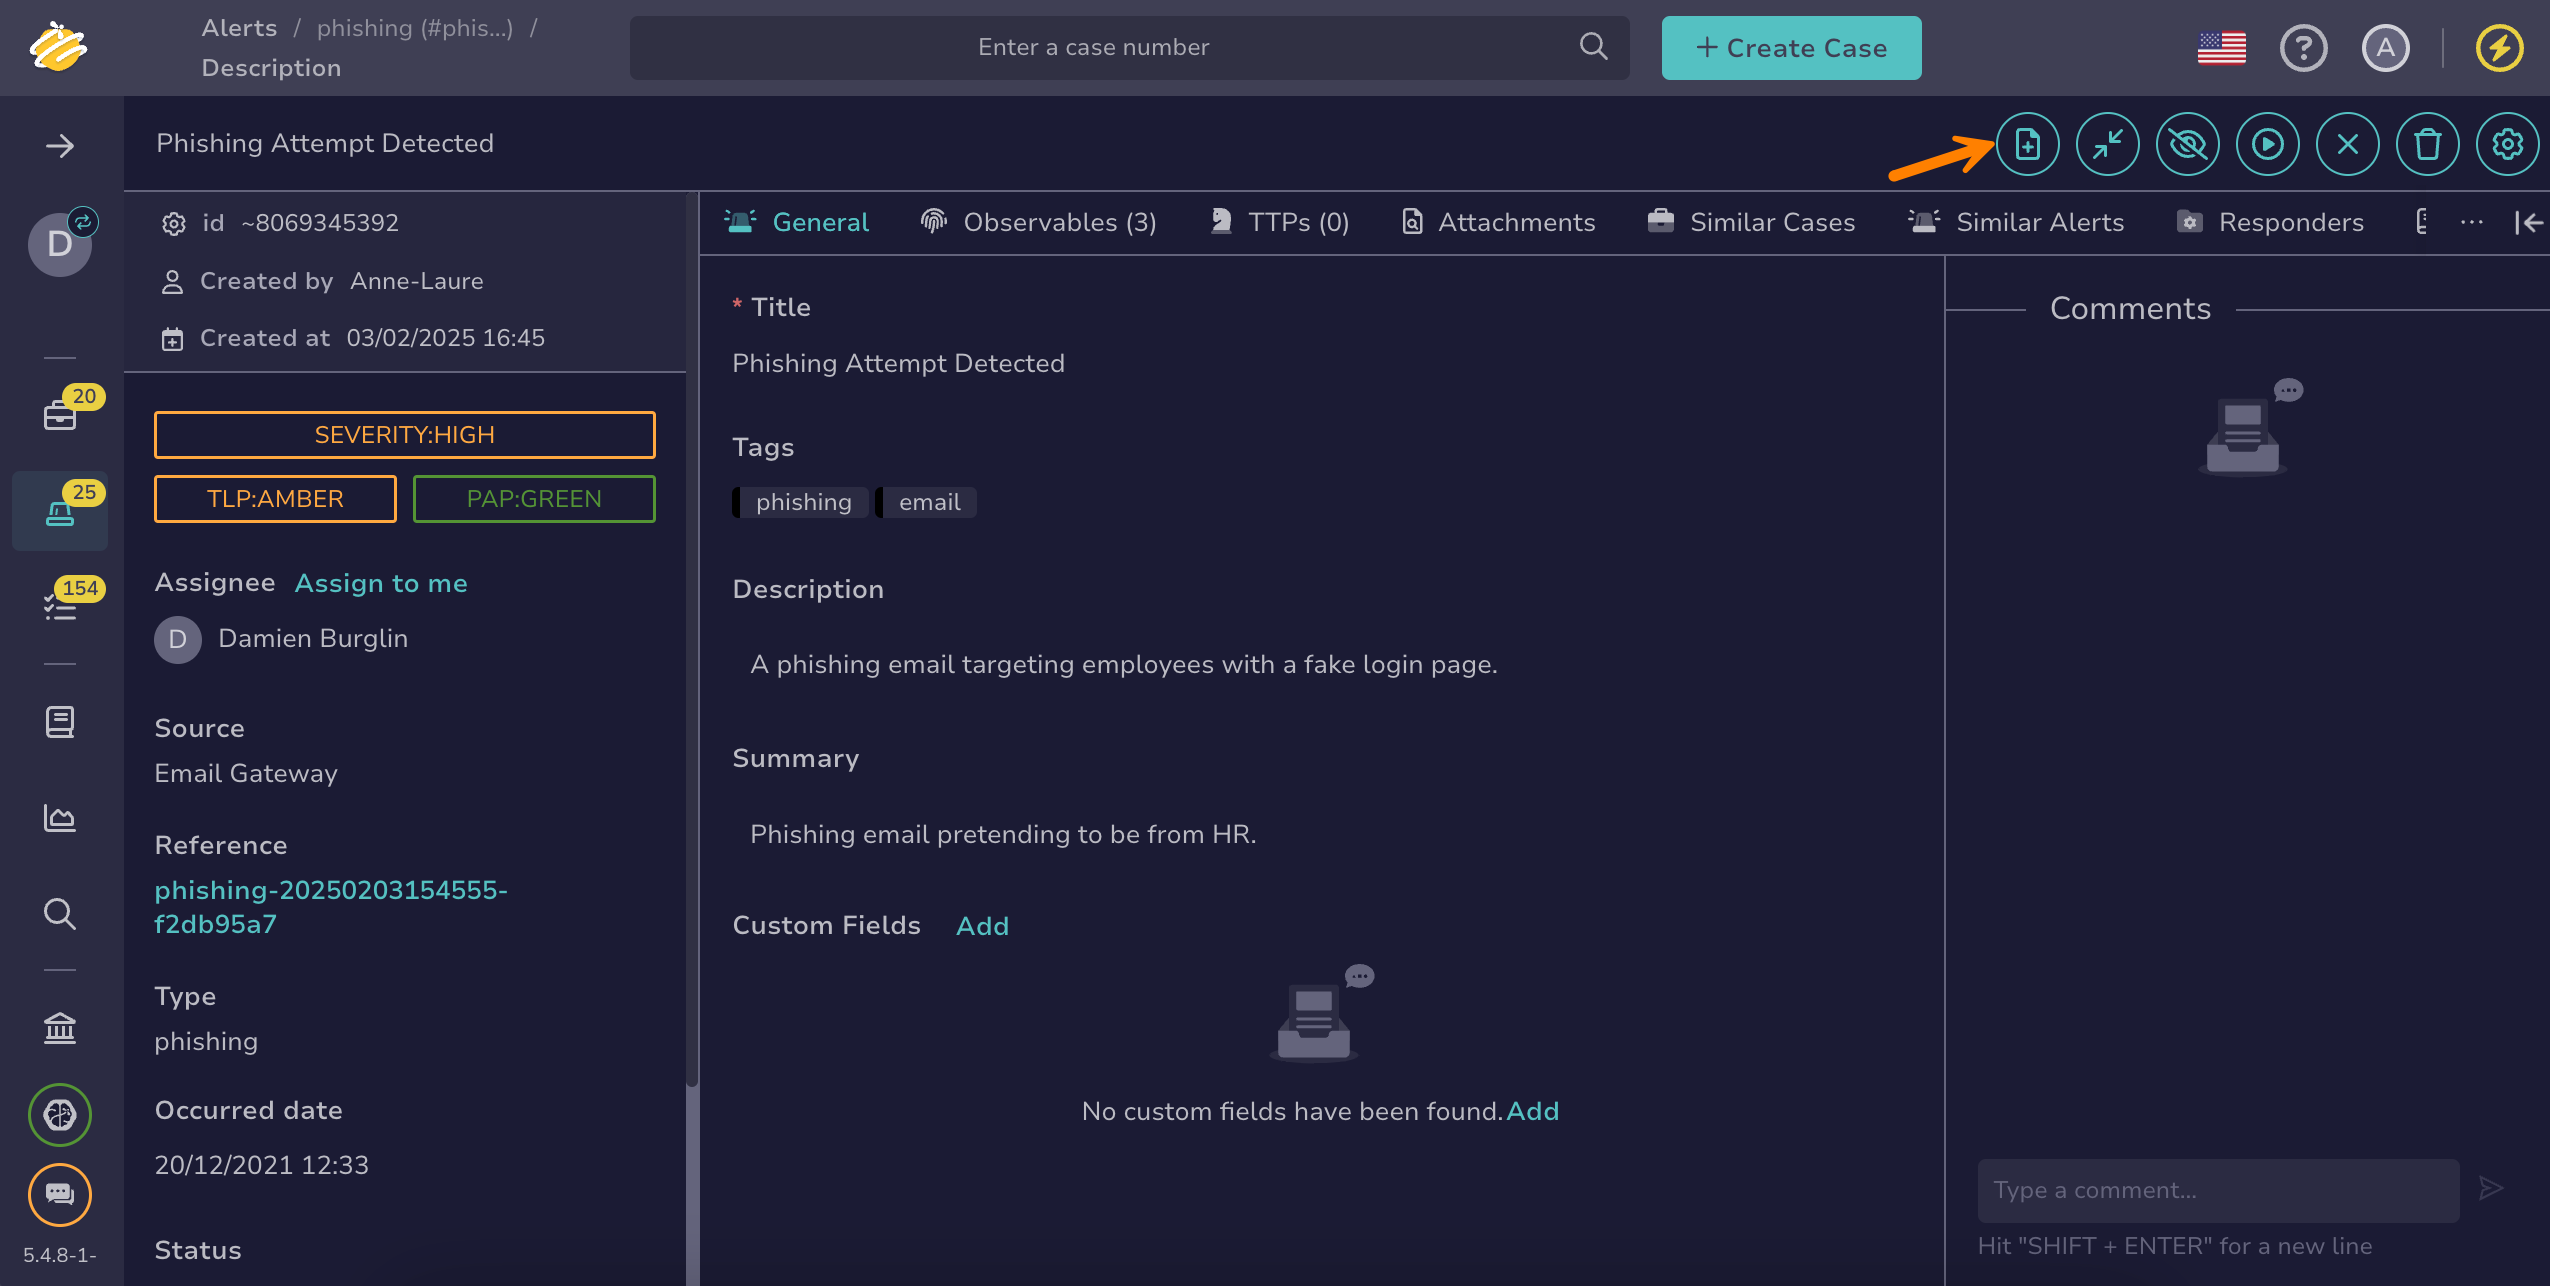 Alerts / phishing (#phis...) /
Description
Enter a case number
+ Create Case
A
Phishing Attempt Detected
D
20
25
154
5.4.8-1-
id ~8069345392
Created by Anne-Laure
Created at 03/02/2025 16:45
SEVERITY:HIGH
TLP:AMBER PAP:GREEN
Assignee Assign to me
D Damien Burglin
Source
Email Gateway
Reference
phishing-20250203154555-
f2db95a7
Type
phishing
Occurred date
20/12/2021 12:33
Status
General Observables (3) TTPs (0) Attachments Similar Cases Similar Alerts Responders ...
* Title
Phishing Attempt Detected
Tags
phishing email
Description
A phishing email targeting employees with a fake login page.
Summary
Phishing email pretending to be from HR.
Custom Fields Add
No custom fields have been found. Add
Comments
Type a comment...
Hit "SHIFT + ENTER" for a new line